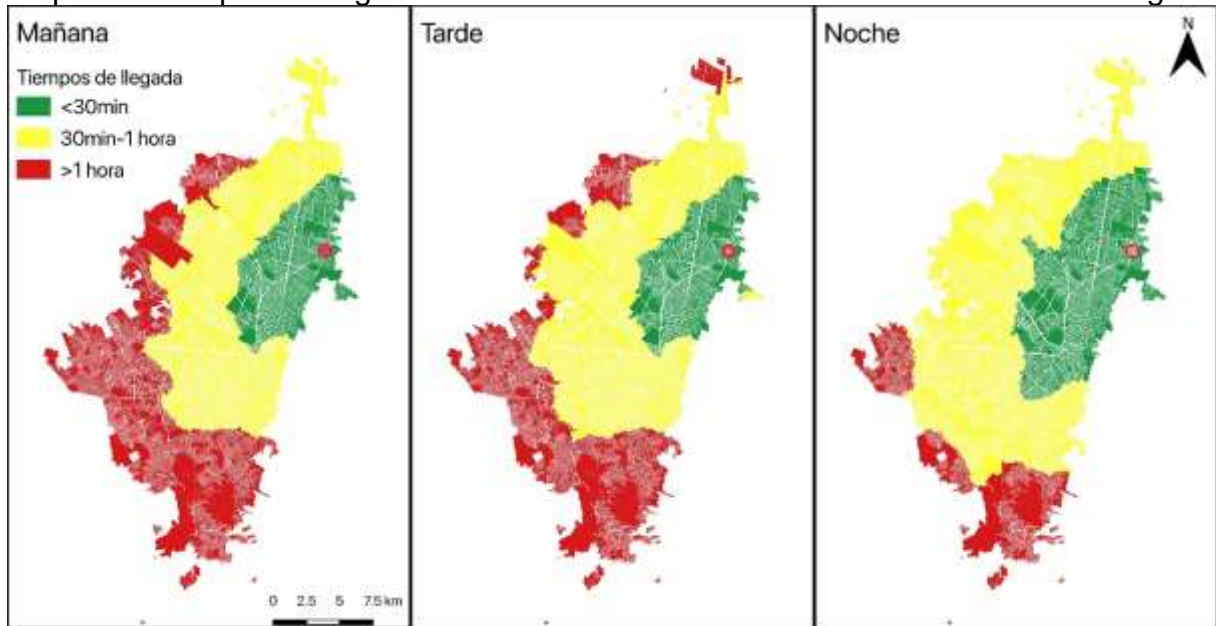 Mañana
Tiempos de llegada
<30min
30min-1 hora
>1 hora
0 2.5 5 7.5 km
Tarde
Noche
N